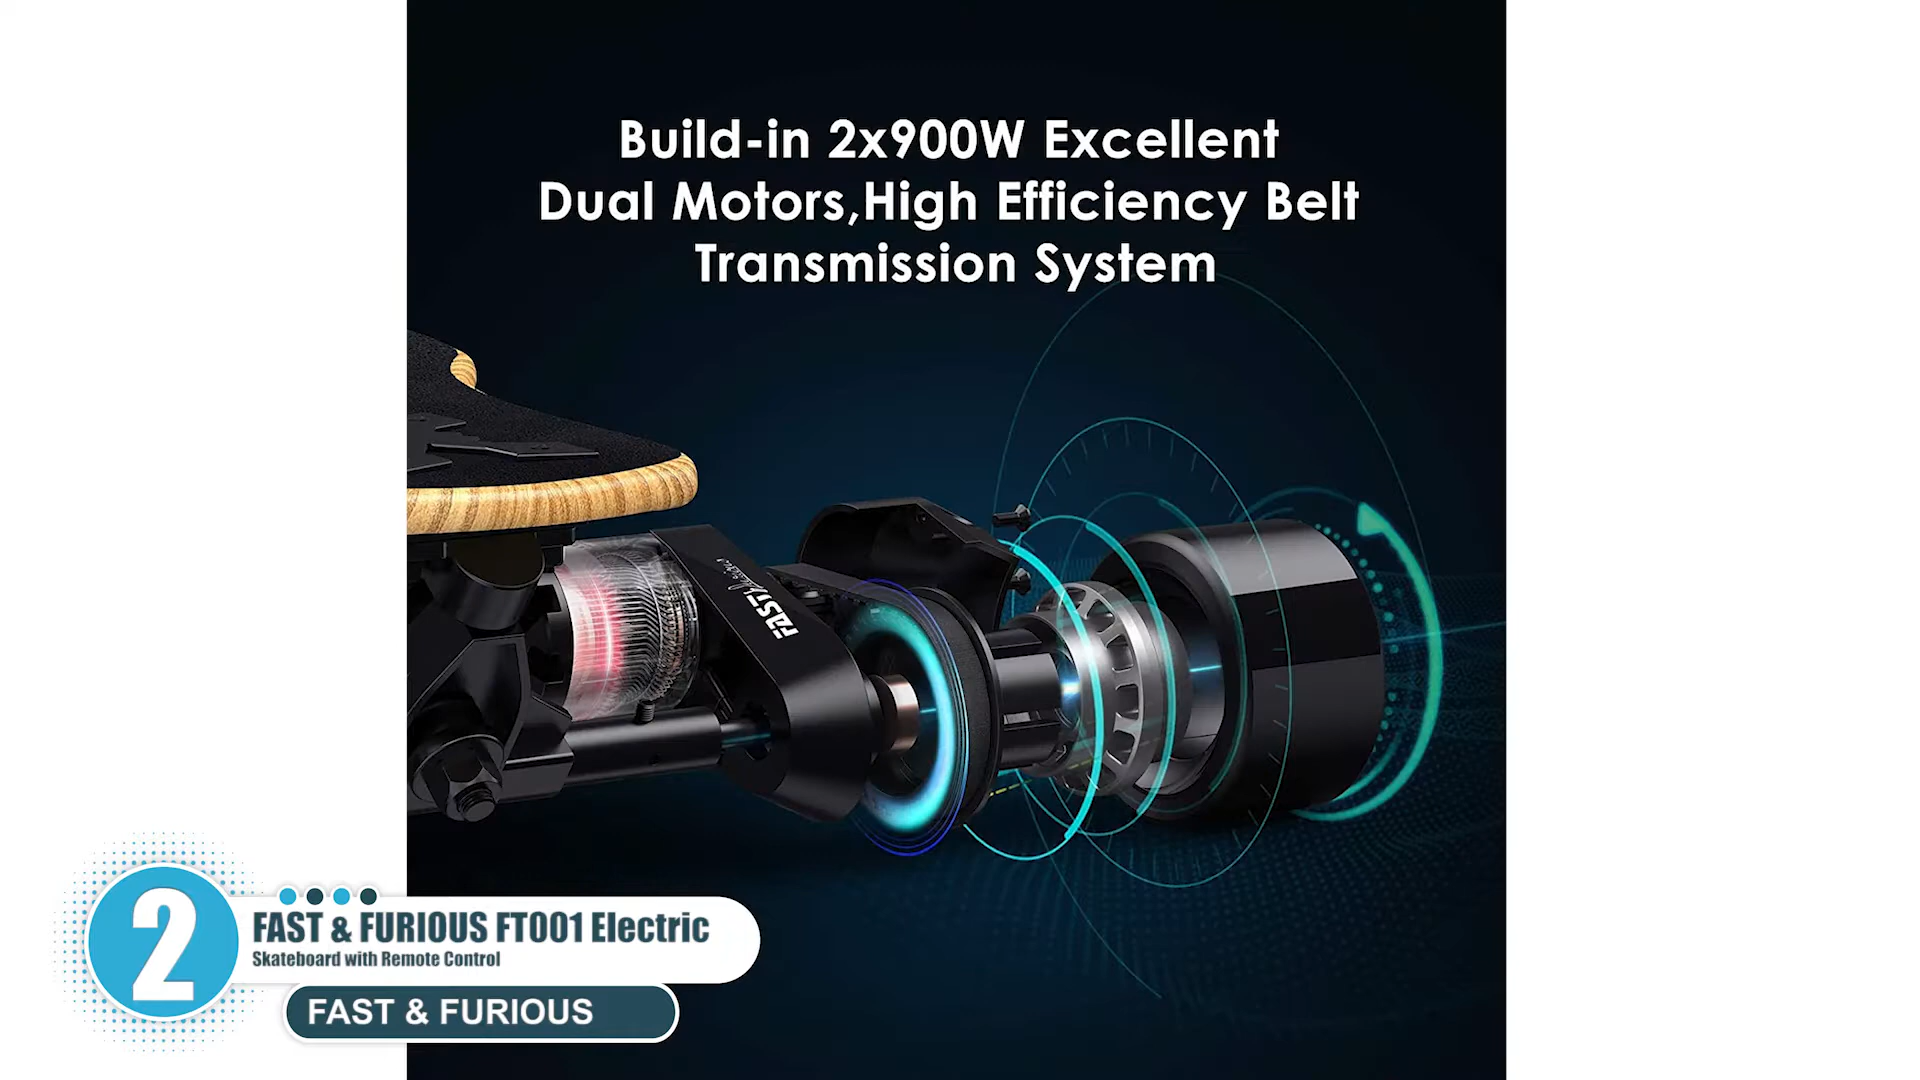 Build-in 2x900W Excellent
Dual Motors,High Efficiency Belt
Transmission System
FAST
2
FAST & FURIOUS FT001 Electric
Skateboard with Remote Control
FAST & FURIOUS